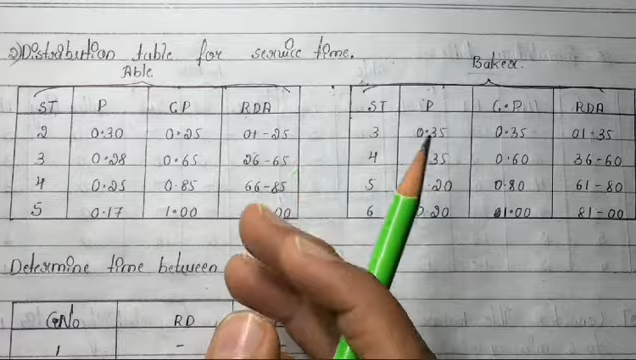 2) Distribution table for service time.
Able Baker
ST P C.P RDA ST P C.P RDA
2 0.30 0.25 01-25 3 0.35 0.35 01-35
3 0.28 0.65 26-65 4 35 0.60 36-60
4 0.25 0.85 66-85 5 .20 0.80 61-80
5 0.17 1.00 00 6 0.20 1.00 81-00
Determine time between
C.No RD
1 - -